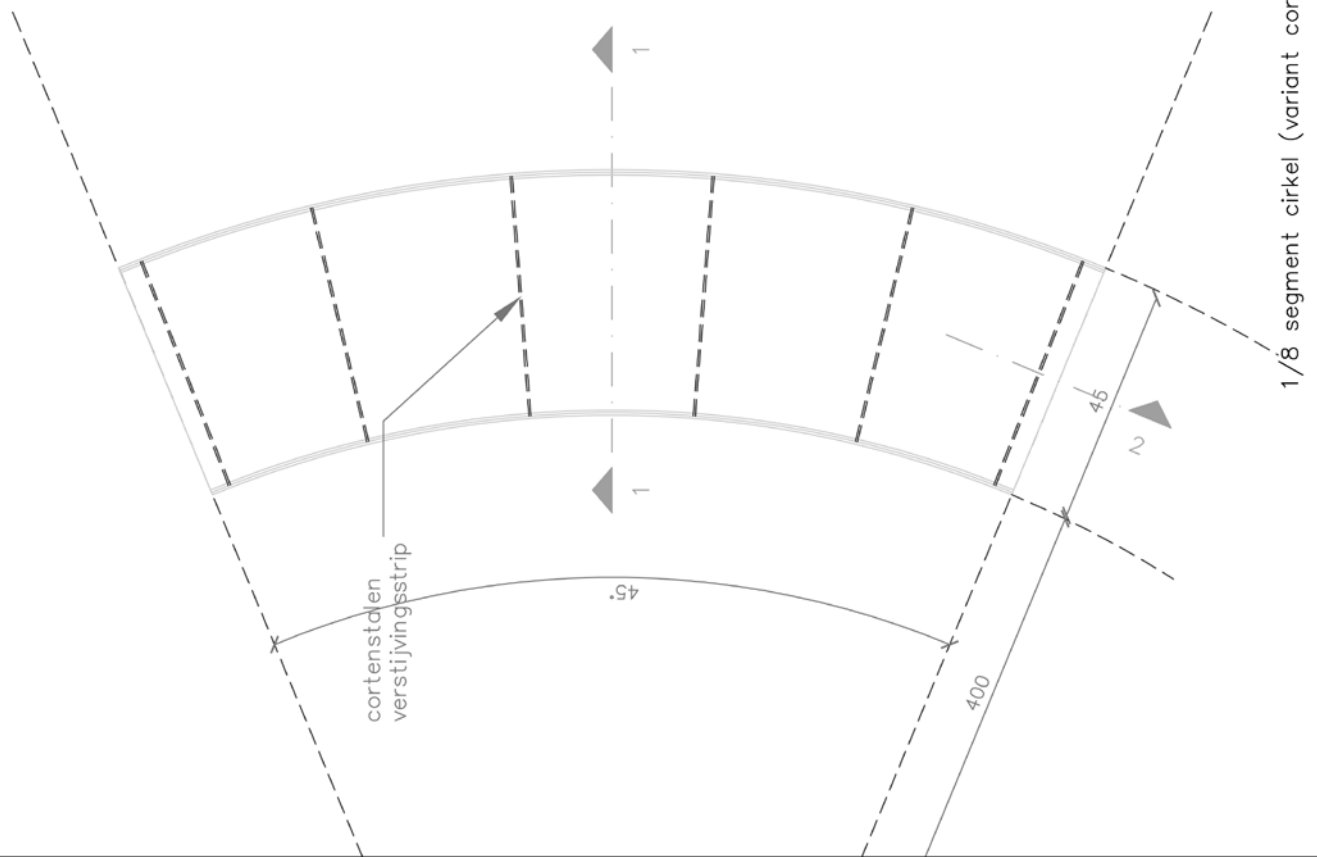 1
1
cortenstalen
verstijvingsstrip
45°
45
2
400
1/8 segment cirkel (variant cor